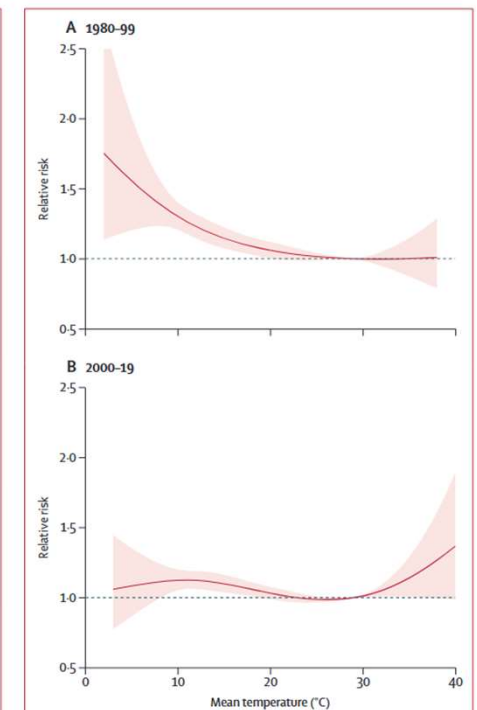 A 1980–99
2·5
2·0
1·5
1·0
0·5
Relative risk
B 2000–19
2·5
2·0
1·5
1·0
0·5
Relative risk
0 10 20 30 40
Mean temperature (°C)